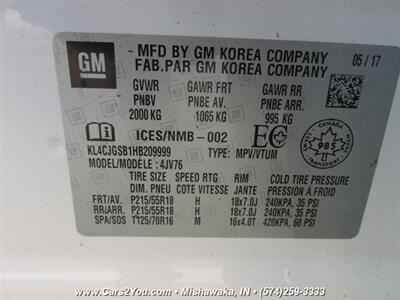 GM
MFD BY GM KOREA COMPANY
FAB.PAR GM KOREA COMPANY
05/17
GVWR GAWR FRT GAWR RR
PNBV PNBE AV. PNBE ARR.
2000 KG 1065 KG 995 KG
ICES/NMB-002 EC
KL4CJGSB1HB209999 TYPE: MPV/VTUM
MODEL/MODELE: 4JV76
CANADA
985
TRANSPORT
TIRE SIZE SPEED RTG RIM COLD TIRE PRESSURE
DIM. PNEU COTE VITESSE JANTE PRESSION À FROID
FRT/AV. P215/55R18 H 18x7.0J 240KPA, 35 PSI
RR/ARR. P215/55R18 H 18x7.0J 240KPA, 35 PSI
SPA/SOS T125/70R16 M 16x4.0T 420KPA, 60 PSI
www.Cars2You.com - Mishawaka, IN - (574)259-3333